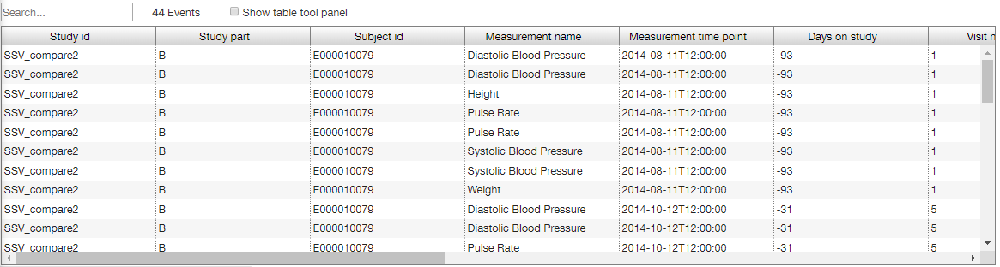 Search... 44 Events Show table tool panel
Study id Study part Subject id Measurement name Measurement time point Days on study Visit n
SSV_compare2 B E000010079 Diastolic Blood Pressure 2014-08-11T12:00:00 -93 1
SSV_compare2 B E000010079 Diastolic Blood Pressure 2014-08-11T12:00:00 -93 1
SSV_compare2 B E000010079 Height 2014-08-11T12:00:00 -93 1
SSV_compare2 B E000010079 Pulse Rate 2014-08-11T12:00:00 -93 1
SSV_compare2 B E000010079 Pulse Rate 2014-08-11T12:00:00 -93 1
SSV_compare2 B E000010079 Systolic Blood Pressure 2014-08-11T12:00:00 -93 1
SSV_compare2 B E000010079 Systolic Blood Pressure 2014-08-11T12:00:00 -93 1
SSV_compare2 B E000010079 Weight 2014-08-11T12:00:00 -93 1
SSV_compare2 B E000010079 Diastolic Blood Pressure 2014-10-12T12:00:00 -31 5
SSV_compare2 B E000010079 Diastolic Blood Pressure 2014-10-12T12:00:00 -31 5
SSV_compare2 B E000010079 Pulse Rate 2014-10-12T12:00:00 -31 5